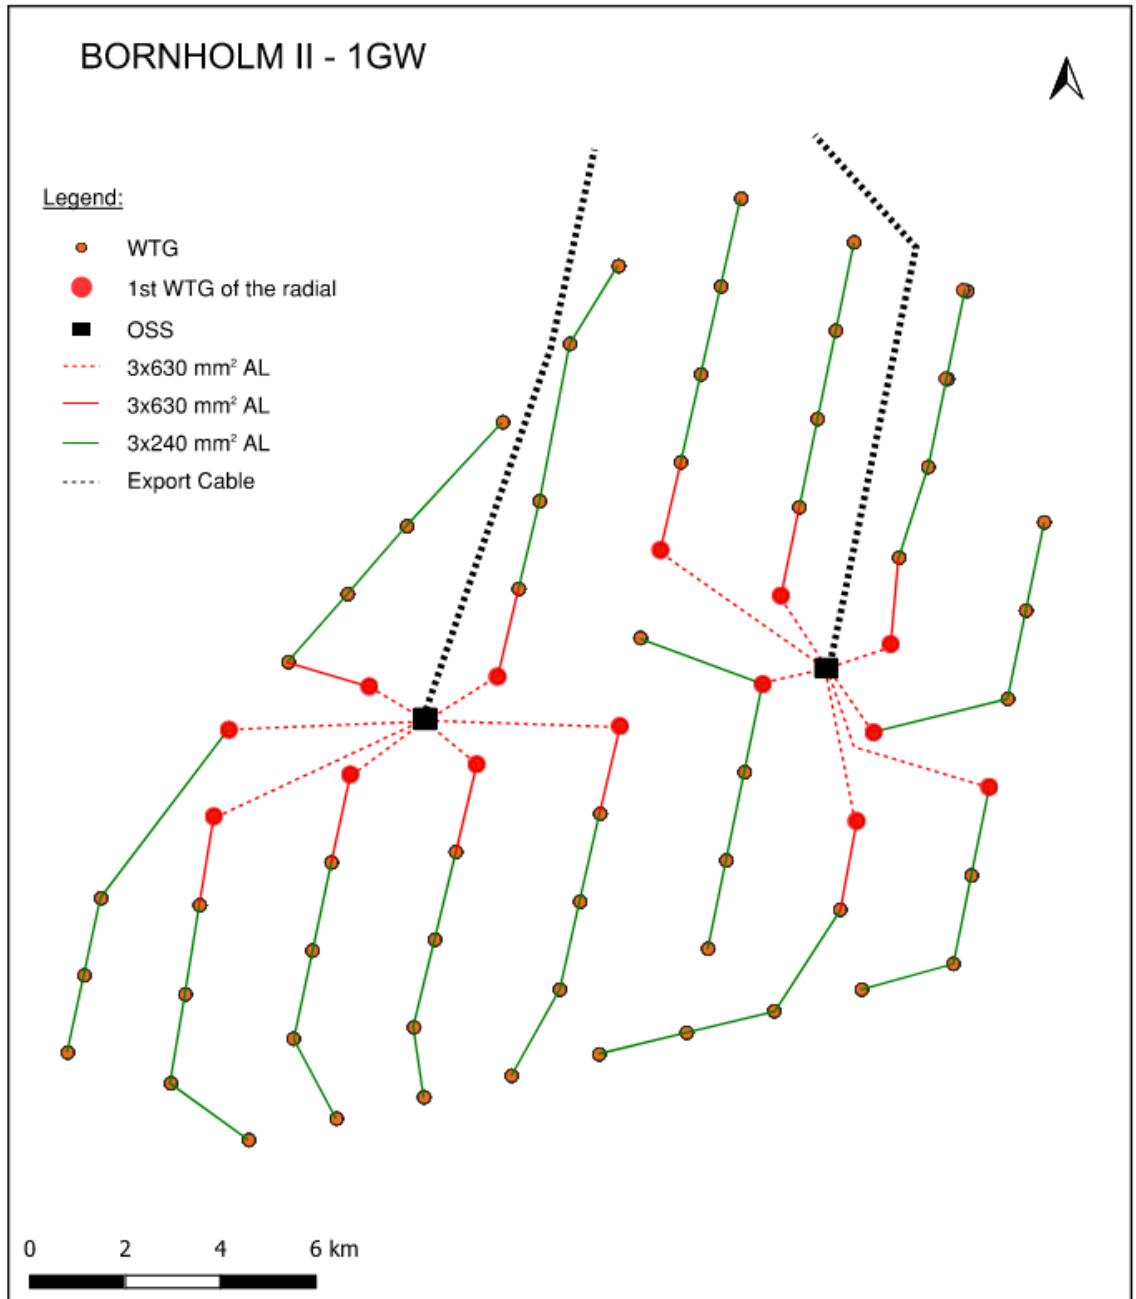 BORNHOLM II - 1GW
Legend:
WTG
1st WTG of the radial
OSS
3x630 mm² AL
3x630 mm² AL
3x240 mm² AL
Export Cable
0 2 4 6 km